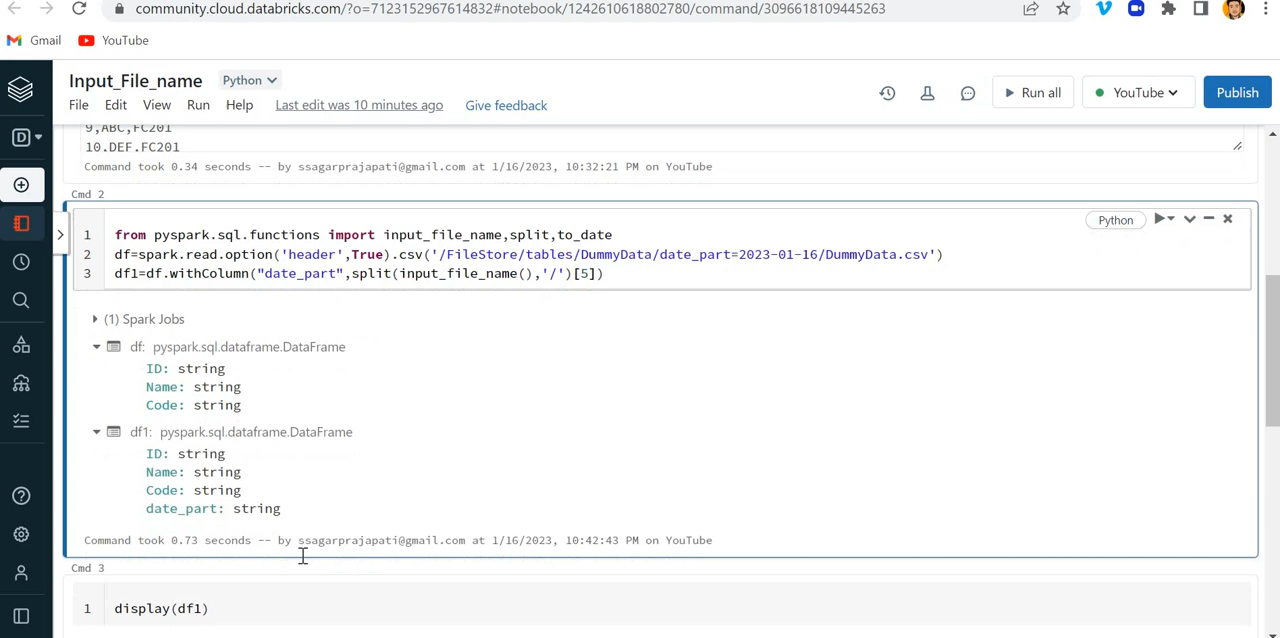 community.cloud.databricks.com/?o=7123152967614832#notebook/1242610618802780/command/3096618109445263
Gmail
YouTube
Input_File_name
Python
File Edit View Run Help Last edit was 10 minutes ago Give feedback
Run all
YouTube
Publish
D
9,ABC,FC201
10,DEF,FC201
Command took 0.34 seconds -- by ssagarprajapati@gmail.com at 1/16/2023, 10:32:21 PM on YouTube
Cmd 2
Python
1 from pyspark.sql.functions import input_file_name,split,to_date
2 df=spark.read.option('header',True).csv('/FileStore/tables/DummyData/date_part=2023-01-16/DummyData.csv')
3 df1=df.withColumn("date_part",split(input_file_name(),'/')[5])
(1) Spark Jobs
df: pyspark.sql.dataframe.DataFrame
ID: string
Name: string
Code: string
df1: pyspark.sql.dataframe.DataFrame
ID: string
Name: string
Code: string
date_part: string
Command took 0.73 seconds -- by ssagarprajapati@gmail.com at 1/16/2023, 10:42:43 PM on YouTube
Cmd 3
1 display(df1)